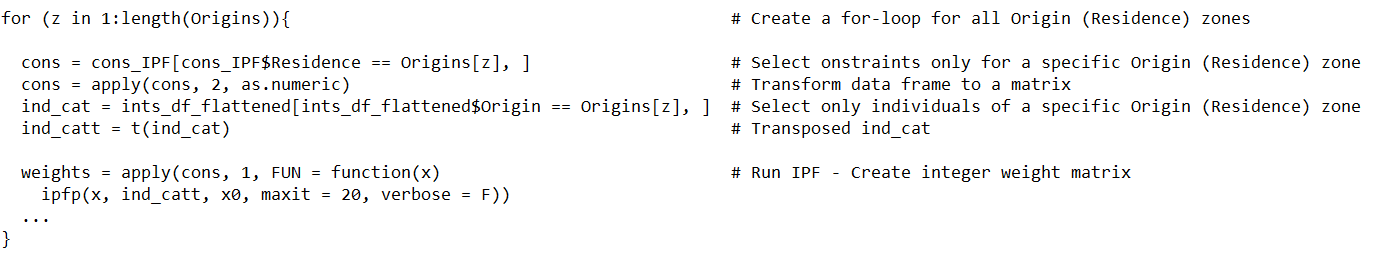 for (z in 1:length(Origins)){ # Create a for-loop for all Origin (Residence) zones
cons = cons_IPF[cons_IPF$Residence == Origins[z], ] # Select onstraints only for a specific Origin (Residence) zone
cons = apply(cons, 2, as.numeric) # Transform data frame to a matrix
ind_cat = ints_df_flattened[ints_df_flattened$Origin == Origins[z], ] # Select only individuals of a specific Origin (Residence) zone
ind_catt = t(ind_cat) # Transposed ind_cat
weights = apply(cons, 1, FUN = function(x) # Run IPF - Create integer weight matrix
ipfp(x, ind_catt, x0, maxit = 20, verbose = F))
...
}